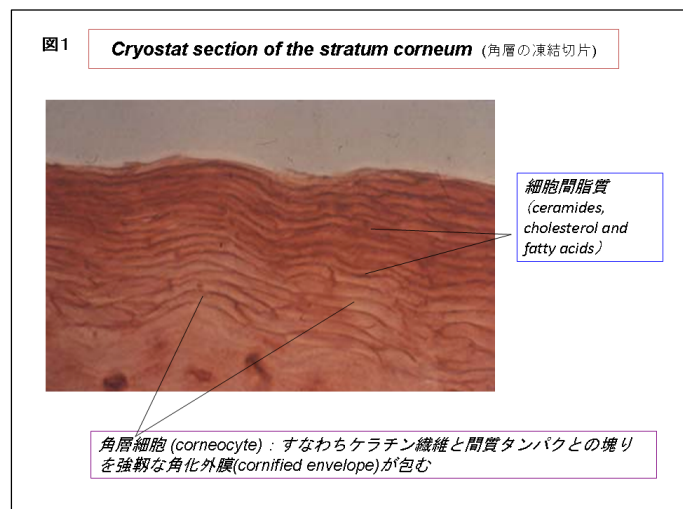 図1
Cryostat section of the stratum corneum (角層の凍結切片)
細胞間脂質
(ceramides,
cholesterol and
fatty acids)
角層細胞 (corneocyte) : すなわちケラチン繊維と間質タンパクとの塊り
を強靱な角化外膜(cornified envelope)が包む